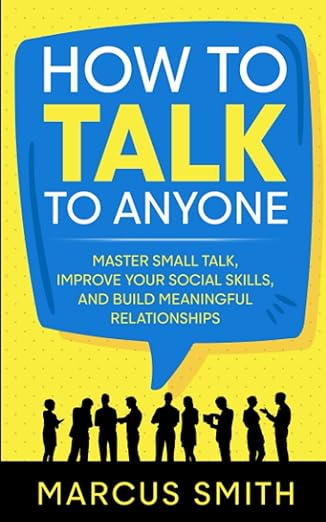 HOW TO
TALK
TO ANYONE
MASTER SMALL TALK,
IMPROVE YOUR SOCIAL SKILLS,
AND BUILD MEANINGFUL
RELATIONSHIPS
MARCUS SMITH